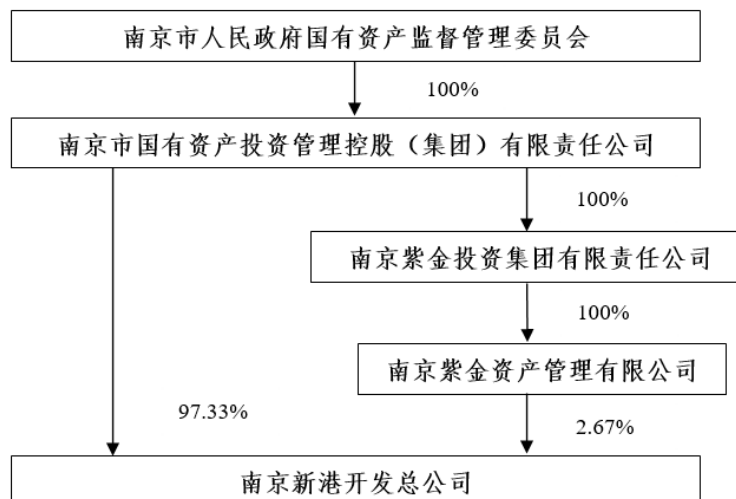 南京市人民政府国有资产监督管理委员会
100%
南京市国有资产投资管理控股（集团）有限责任公司
100%
南京紫金投资集团有限责任公司
100%
南京紫金资产管理有限公司
97.33%
2.67%
南京新港开发总公司